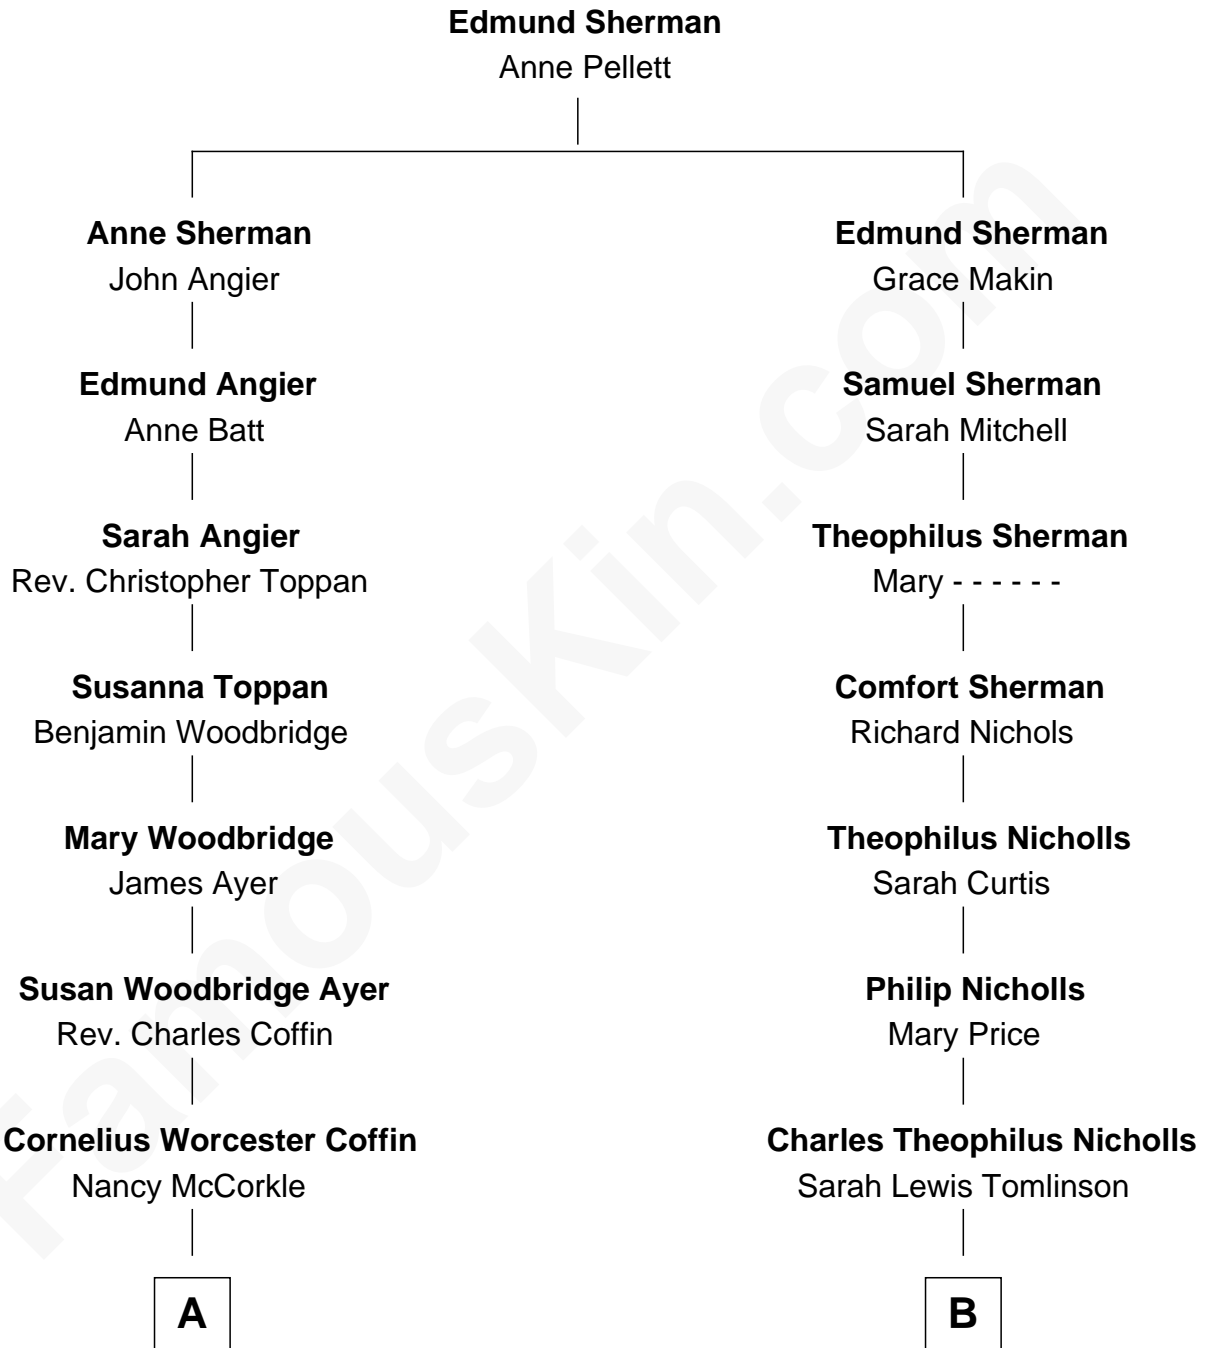 Edmund Sherman
Anne Pellett
Anne Sherman
John Angier
Edmund Angier
Anne Batt
Sarah Angier
Rev. Christopher Toppan
Susanna Toppan
Benjamin Woodbridge
Mary Woodbridge
James Ayer
Susan Woodbridge Ayer
Rev. Charles Coffin
Cornelius Worcester Coffin
Nancy McCorkle
A
Edmund Sherman
Grace Makin
Samuel Sherman
Sarah Mitchell
Theophilus Sherman
Mary - - - - - -
Comfort Sherman
Richard Nichols
Theophilus Nicholls
Sarah Curtis
Philip Nicholls
Mary Price
Charles Theophilus Nicholls
Sarah Lewis Tomlinson
B
FamousKin.com